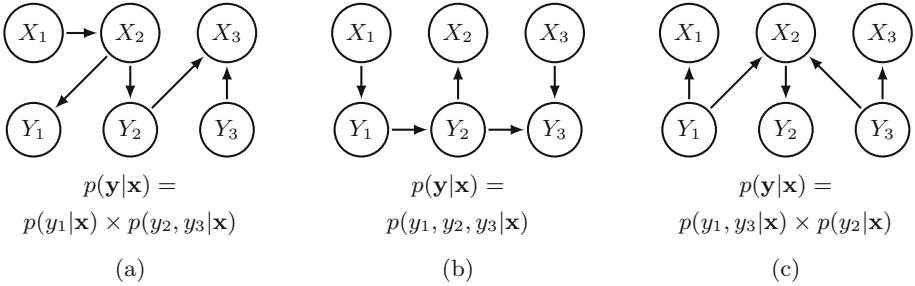 X₁ X₂ X₃ X₁ X₂ X₃ X₁ X₂ X₃
Y₁ Y₂ Y₃ Y₁ Y₂ Y₃ Y₁ Y₂ Y₃
p(𝐲|𝐱) = p(𝐲|𝐱) = p(𝐲|𝐱) =
p(y₁|𝐱) × p(y₂, y₃|𝐱) p(y₁, y₂, y₃|𝐱) p(y₁, y₃|𝐱) × p(y₂|𝐱)
(a) (b) (c)